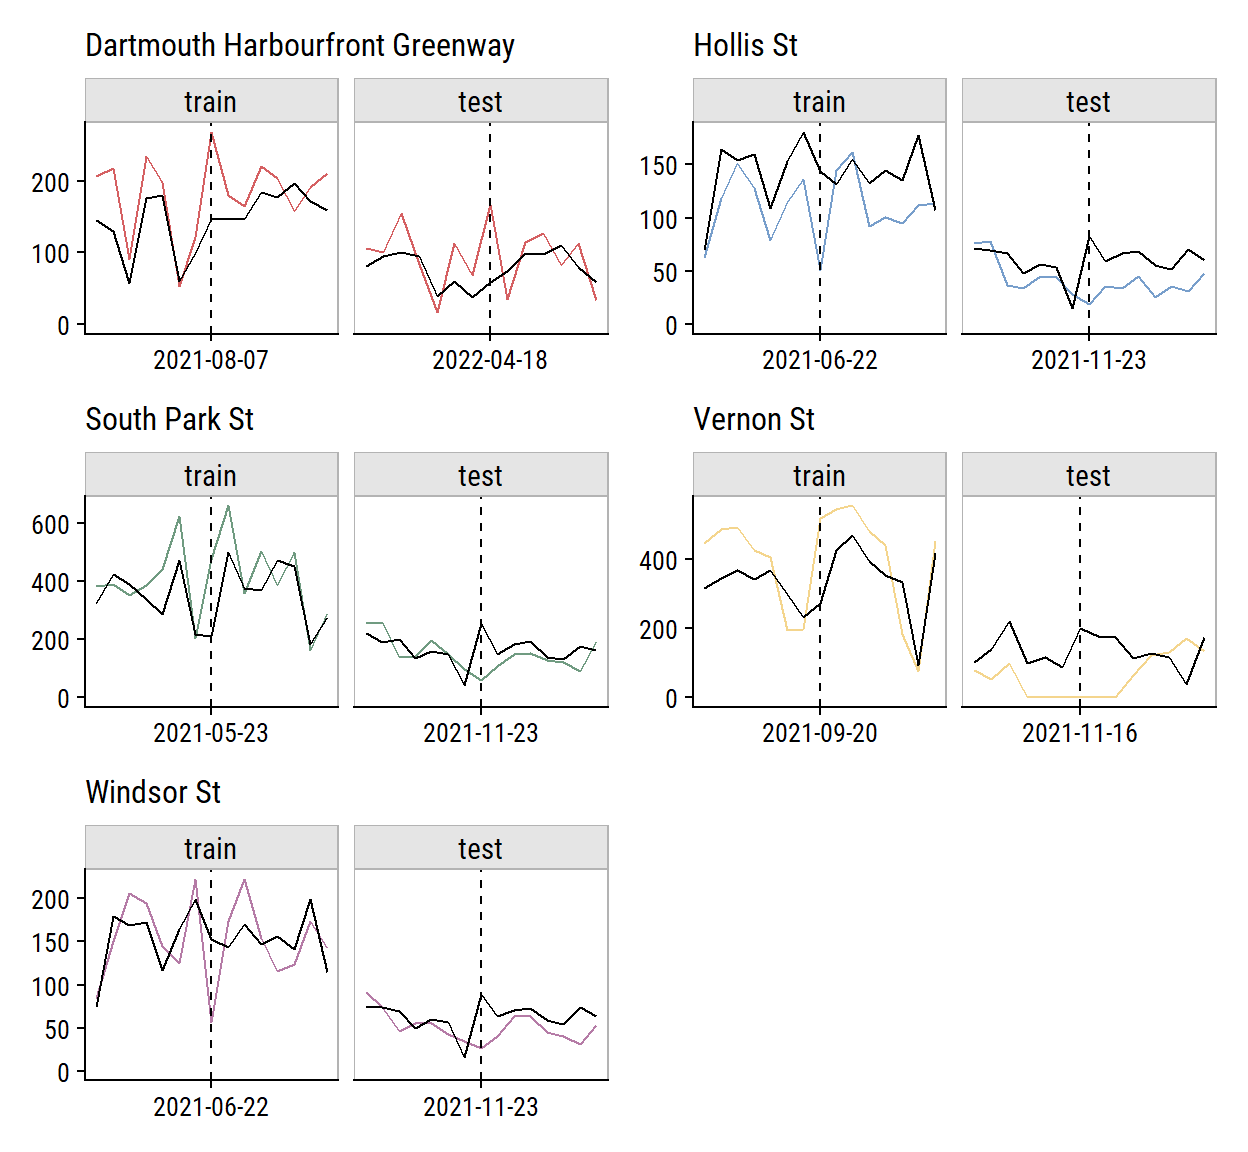 Dartmouth Harbourfront Greenway
train
test
200
100
0
2021-08-07
2022-04-18
Hollis St
train
test
150
100
50
0
2021-06-22
2021-11-23
South Park St
train
test
600
400
200
0
2021-05-23
2021-11-23
Vernon St
train
test
400
200
0
2021-09-20
2021-11-16
Windsor St
train
test
200
150
100
50
0
2021-06-22
2021-11-23